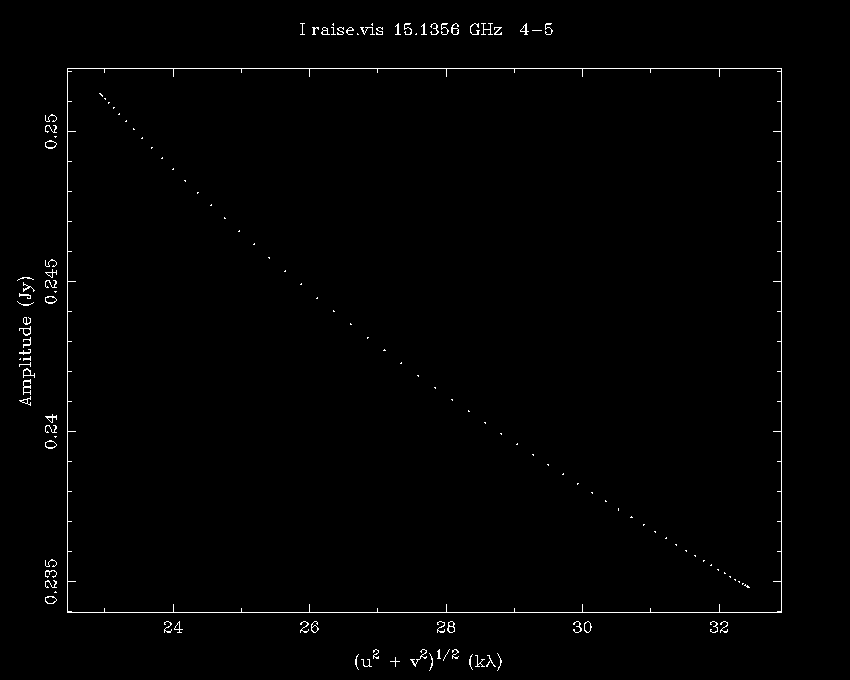 I raise.vis 15.1356 GHz 4−5
0.25
0.245
0.24
0.235
Amplitude (Jy)
24 26 28 30 32
(u² + v²)^1/2 (kλ)